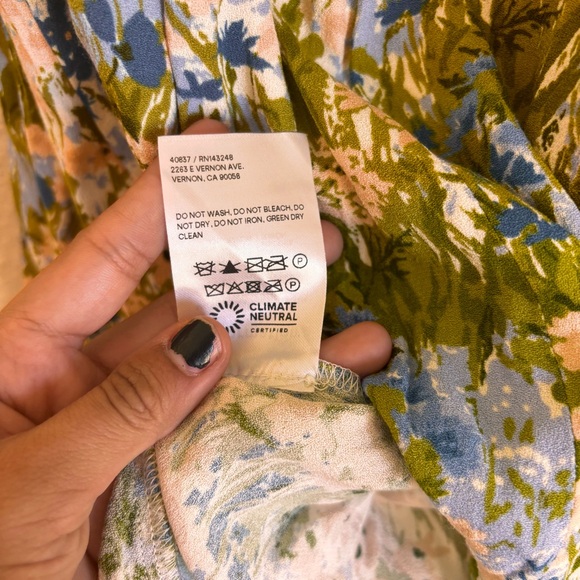 40837 / RN143248
2263 E VERNON AVE.
VERNON, CA 90058
DO NOT WASH, DO NOT BLEACH, DO
NOT DRY, DO NOT IRON, GREEN DRY
CLEAN
P
P
CLIMATE
NEUTRAL
CERTIFIED